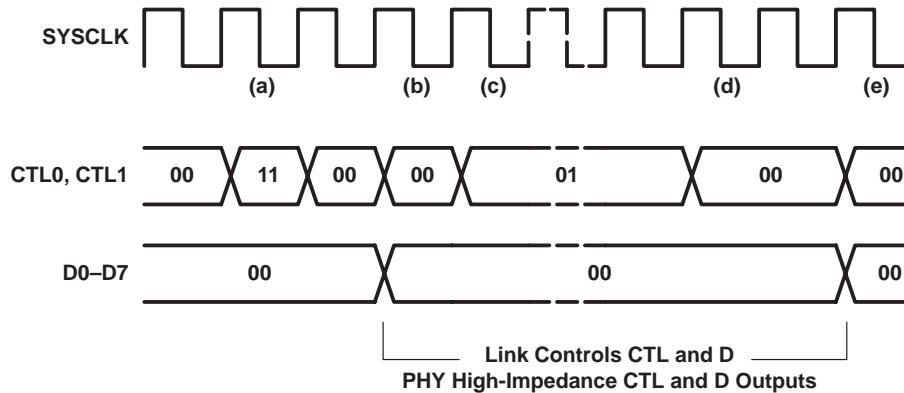 SYSCLK
(a) (b) (c) (d) (e)
CTL0, CTL1 00 11 00 00 01 00 00
D0–D7 00 00 00
Link Controls CTL and D
PHY High-Impedance CTL and D Outputs